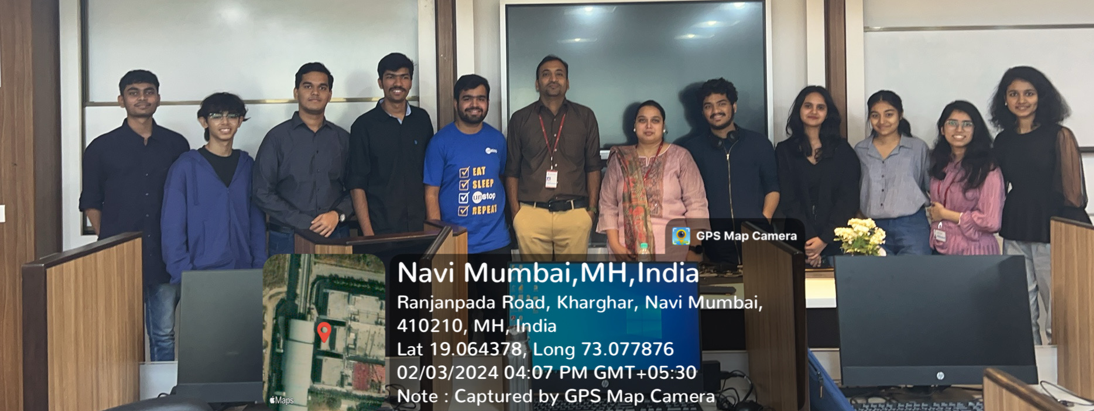 EAT
SLEEP
unstop
REPEAT
GPS Map Camera
Navi Mumbai,MH,India
Ranjanpada Road, Kharghar, Navi Mumbai,
410210, MH, India
Lat 19.064378, Long 73.077876
02/03/2024 04:07 PM GMT+05:30
Note : Captured by GPS Map Camera
Maps
hp